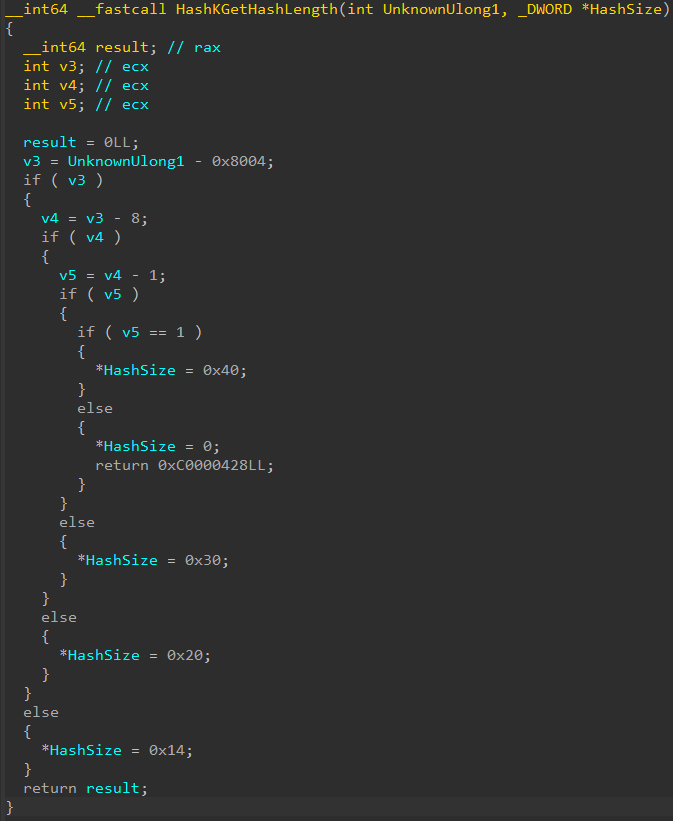 __int64 __fastcall HashKGetHashLength(int UnknownUlong1, _DWORD *HashSize)
{
  __int64 result; // rax
  int v3; // ecx
  int v4; // ecx
  int v5; // ecx

  result = 0LL;
  v3 = UnknownUlong1 - 0x8004;
  if ( v3 )
  {
    v4 = v3 - 8;
    if ( v4 )
    {
      v5 = v4 - 1;
      if ( v5 )
      {
        if ( v5 == 1 )
        {
          *HashSize = 0x40;
        }
        else
        {
          *HashSize = 0;
          return 0xC0000428LL;
        }
      }
      else
      {
        *HashSize = 0x30;
      }
    }
    else
    {
      *HashSize = 0x20;
    }
  }
  else
  {
    *HashSize = 0x14;
  }
  return result;
}